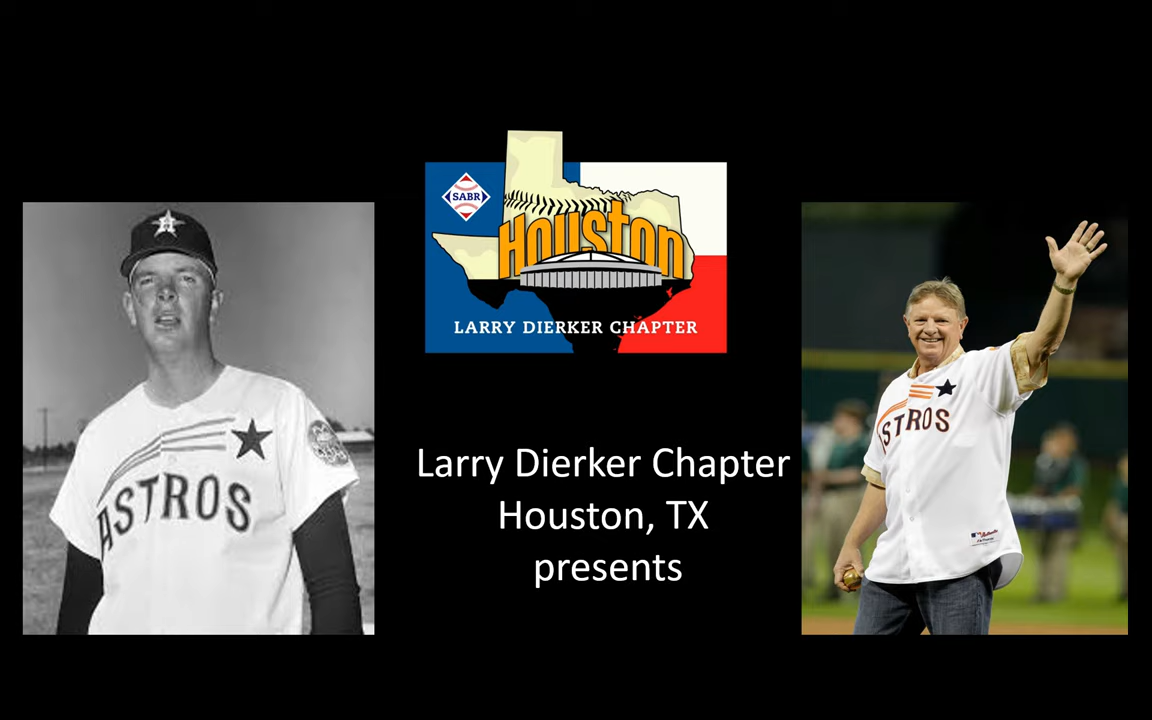 SABR
Houston
LARRY DIERKER CHAPTER
ASTROS
STROS
Larry Dierker Chapter
Houston, TX
presents